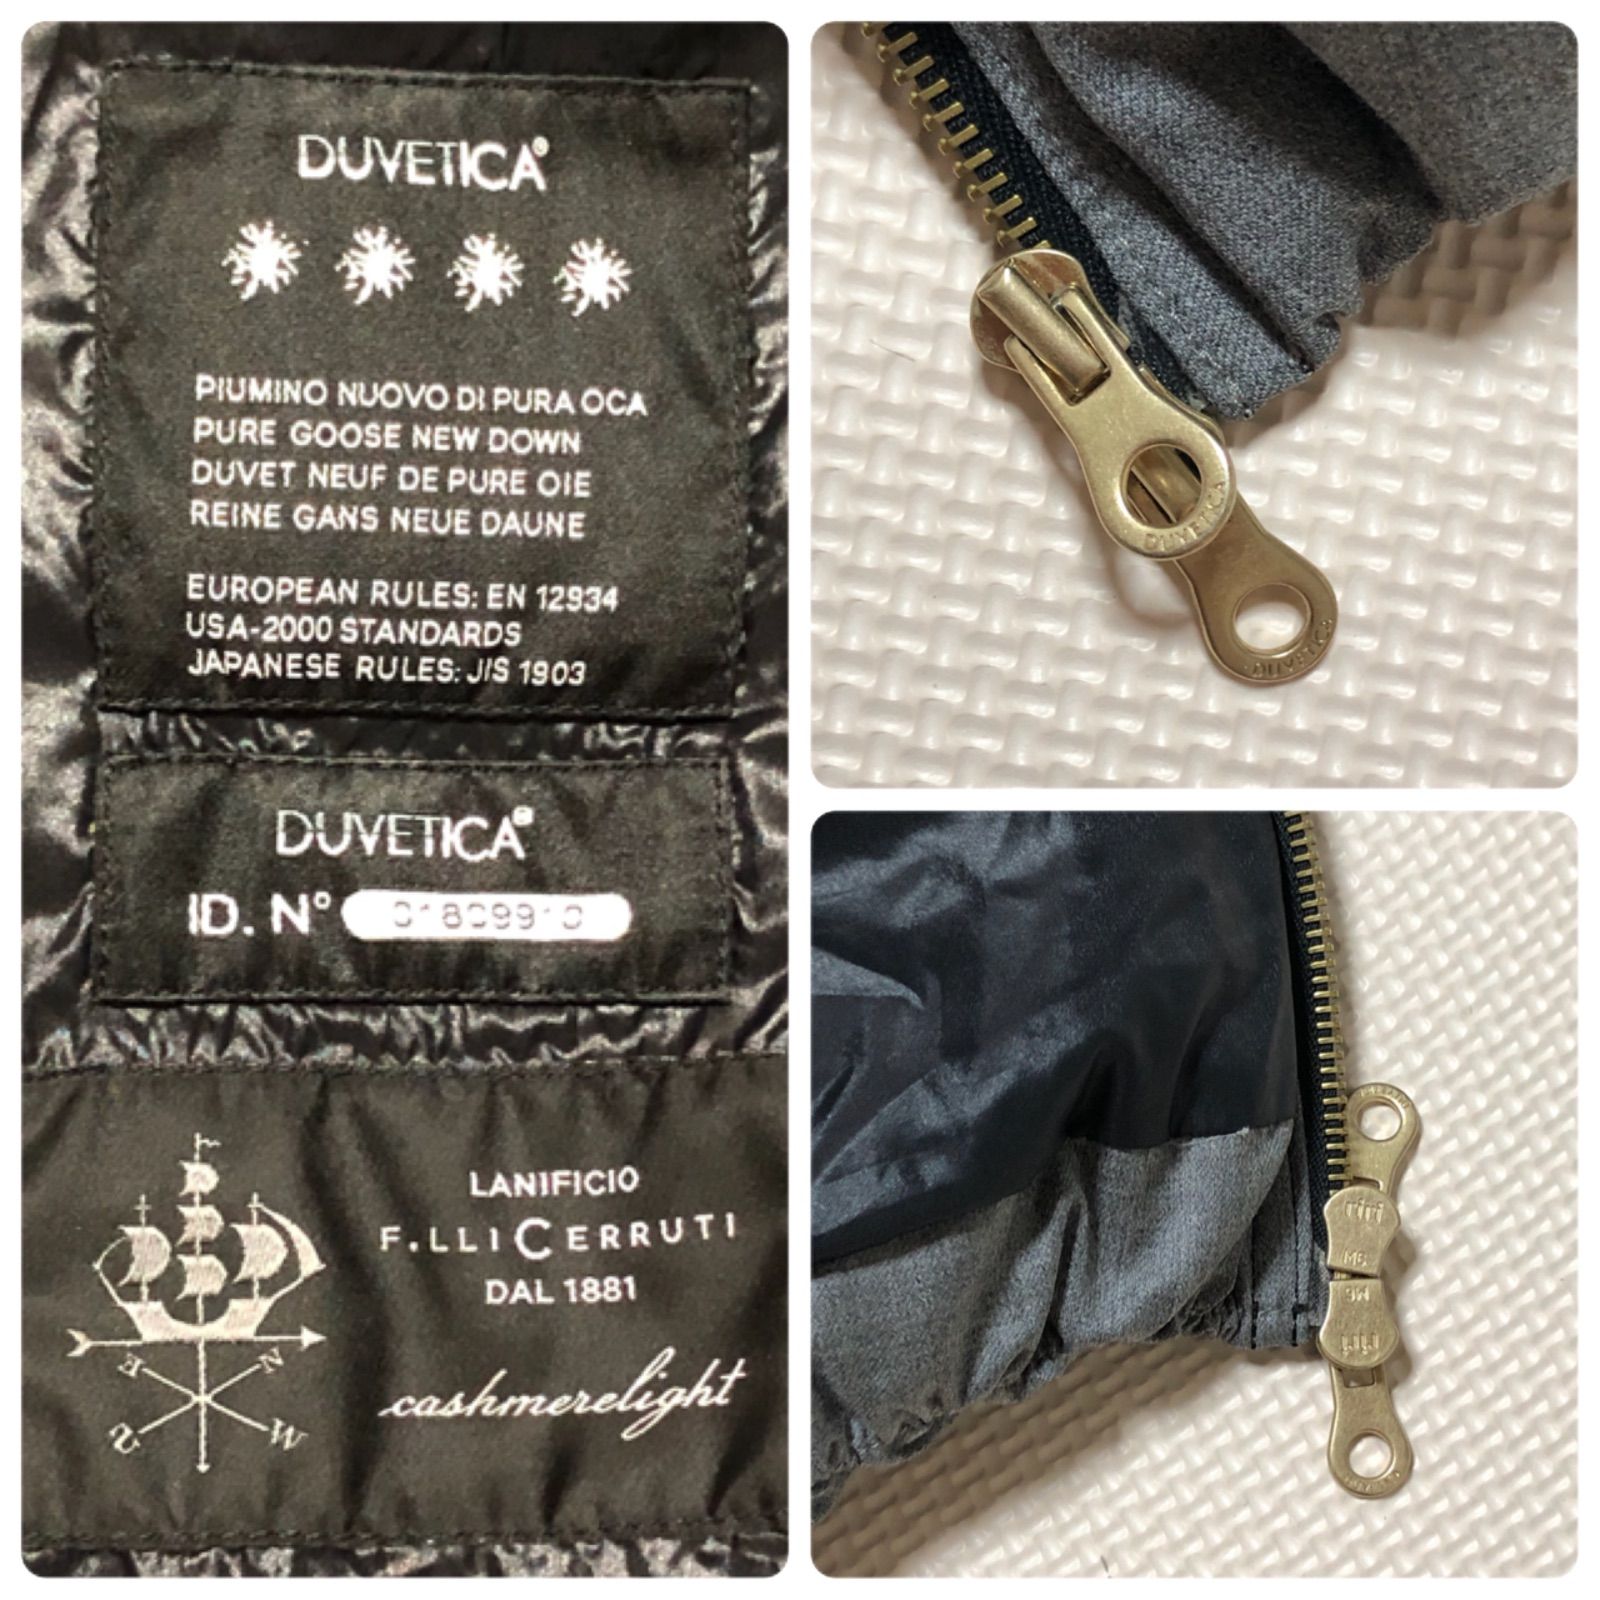 DUVETICA®
PIUMINO NUOVO DI PURA OCA
PURE GOOSE NEW DOWN
DUVET NEUF DE PURE OIE
REINE GANS NEUE DAUNE
EUROPEAN RULES: EN 12934
USA-2000 STANDARDS
JAPANESE RULES: JIS 1903
DUVETICA®
ID. N°
LANIFICIO
F.LLI CERRUTI
DAL 1881
cashmerelight
N
E
S
W
DUVETICA
DUVETICA
riri
M6
M6
riri